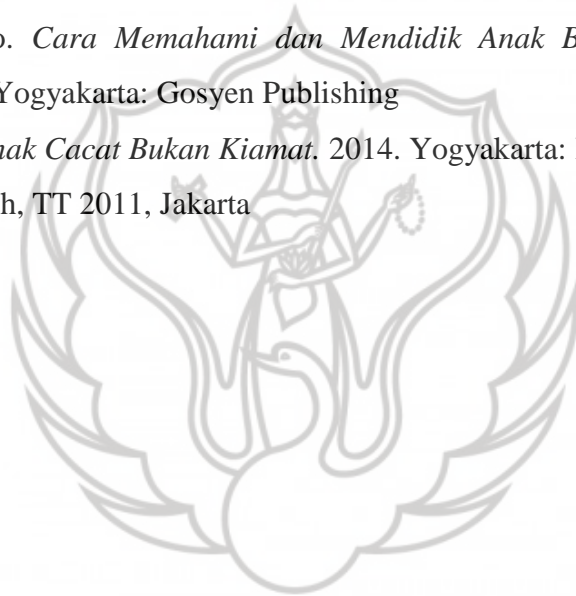 o. Cara Memahami dan Mendidik Anak B
Yogyakarta: Gosyen Publishing
nak Cacat Bukan Kiamat. 2014. Yogyakarta:
h, TT 2011, Jakarta